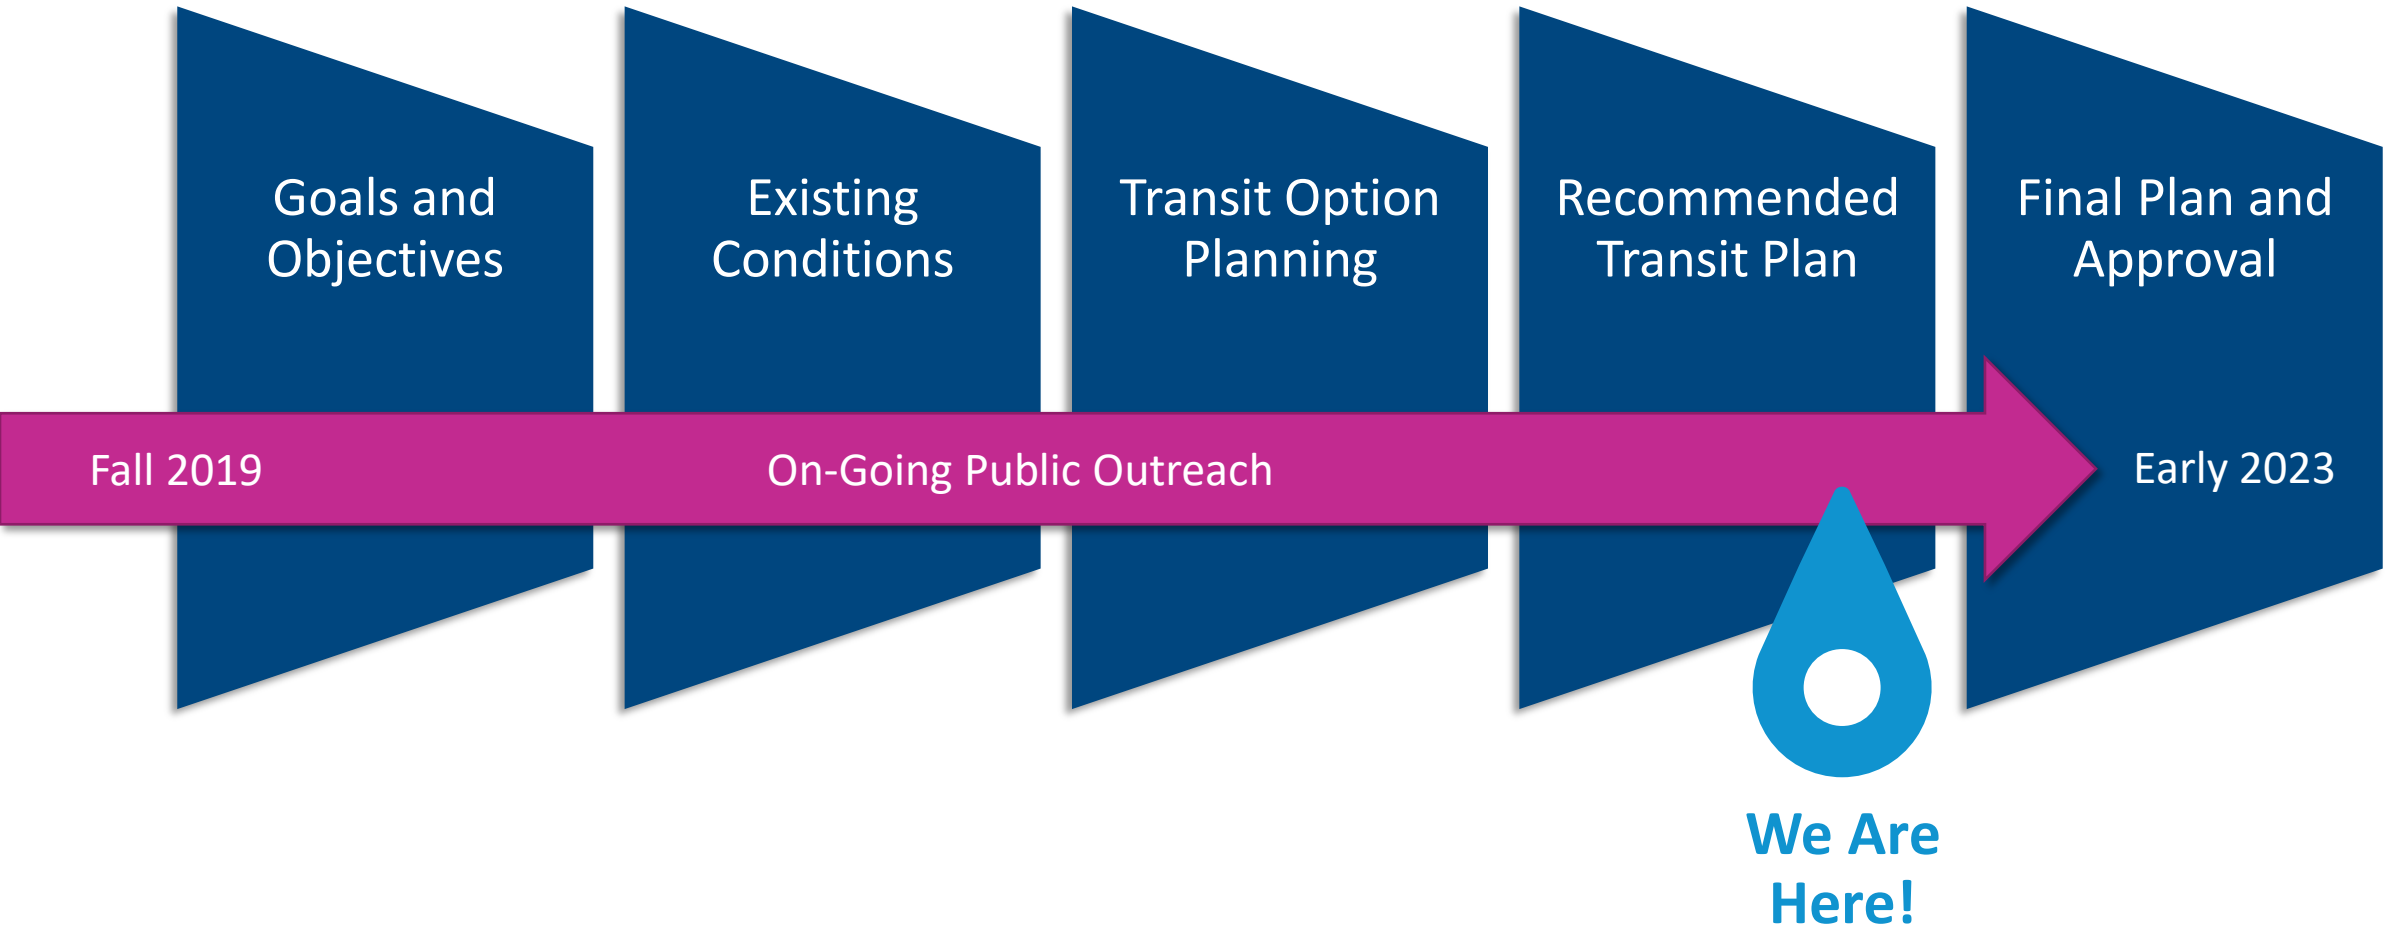 Goals and
Objectives
Existing
Conditions
Transit Option
Planning
Recommended
Transit Plan
Final Plan and
Approval
Fall 2019
On-Going Public Outreach
Early 2023
We Are
Here!